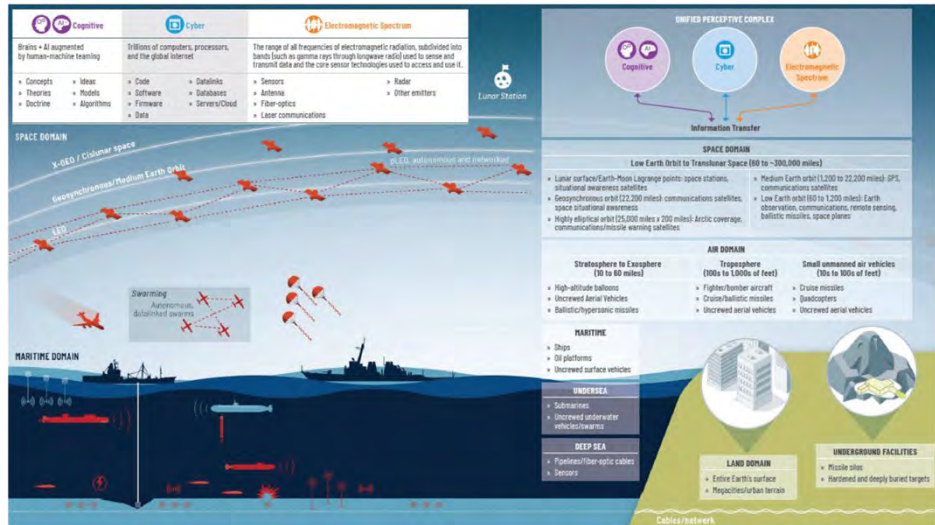 Cognitive
Brains + AI augmented
by human-machine teaming
» Concepts
» Theories
» Doctrine
» Ideas
» Models
» Algorithms
Cyber
Trillions of computers, processors,
and the global internet
» Code
» Software
» Firmware
» Data
» Datalinks
» Databases
» Servers/Cloud
Electromagnetic Spectrum
The range of all frequencies of electromagnetic radiation, subdivided into
bands (such as gamma rays through longwave radio) used to sense and
transmit data and the core sensor technologies used to access and use it.
» Sensors
» Antenna
» Fiber-optics
» Laser communications
» Radar
» Other emitters
Lunar Station
SPACE DOMAIN
X-GEO / Cislunar space
Geosynchronous/Medium Earth Orbit
pLEO, autonomous and networked
LEO
Swarming
Autonomous,
datalinked swarms
MARITIME DOMAIN
UNIFIED PERCEPTIVE COMPLEX
AI
Cognitive
Cyber
Electromagnetic
Spectrum
Information Transfer
SPACE DOMAIN
Low Earth Orbit to Translunar Space (60 to ~300,000 miles)
» Lunar surface/Earth-Moon Lagrange points: space stations,
situational awareness satellites
» Geosynchronous orbit (22,200 miles): communications satellites,
space situational awareness
» Highly elliptical orbit (25,000 miles x 200 miles): Arctic coverage,
communications/missile warning satellites
» Medium Earth orbit (1,200 to 22,200 miles): GPS,
communications satellites
» Low Earth orbit (60 to 1,200 miles): Earth
observation, communications, remote sensing,
ballistic missiles, space planes
AIR DOMAIN
Stratosphere to Exosphere
(10 to 60 miles)
» High-altitude balloons
» Uncrewed Aerial Vehicles
» Ballistic/hypersonic missiles
Troposphere
(100s to 1,000s of feet)
» Fighter/bomber aircraft
» Cruise/ballistic missiles
» Uncrewed aerial vehicles
Small unmanned air vehicles
(10s to 100s of feet)
» Cruise missiles
» Quadcopters
» Uncrewed aerial vehicles
MARITIME
» Ships
» Oil platforms
» Uncrewed surface vehicles
UNDERSEA
» Submarines
» Uncrewed underwater
vehicles/swarms
DEEP SEA
» Pipelines/fiber-optic cables
» Sensors
LAND DOMAIN
» Entire Earth's surface
» Megacities/urban terrain
UNDERGROUND FACILITIES
» Missile silos
» Hardened and deeply buried targets
Cables/network